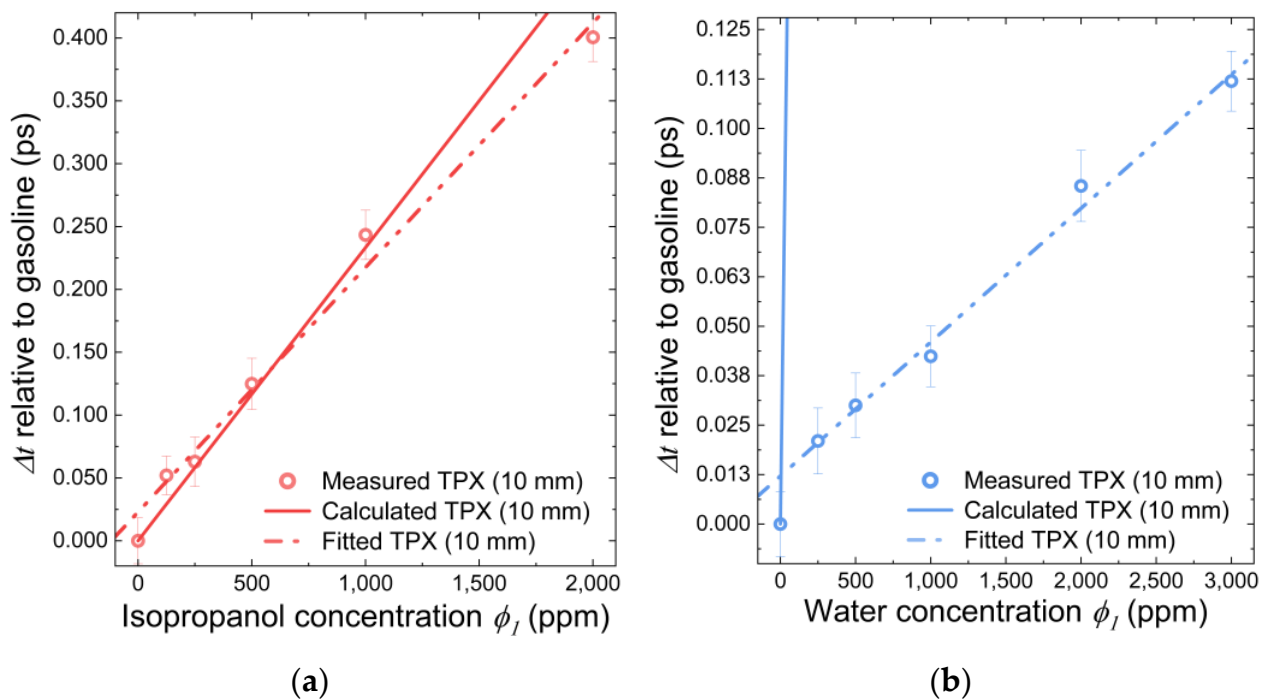 0.400
0.350
0.300
0.250
0.200
0.150
0.100
0.050
0.000
Δt relative to gasoline (ps)
Measured TPX (10 mm)
Calculated TPX (10 mm)
Fitted TPX (10 mm)
0 500 1,000 1,500 2,000
Isopropanol concentration ϕ1 (ppm)
(a)
0.125
0.113
0.100
0.088
0.075
0.063
0.050
0.038
0.025
0.013
0.000
Δt relative to gasoline (ps)
Measured TPX (10 mm)
Calculated TPX (10 mm)
Fitted TPX (10 mm)
0 500 1,000 1,500 2,000 2,500 3,000
Water concentration ϕ1 (ppm)
(b)